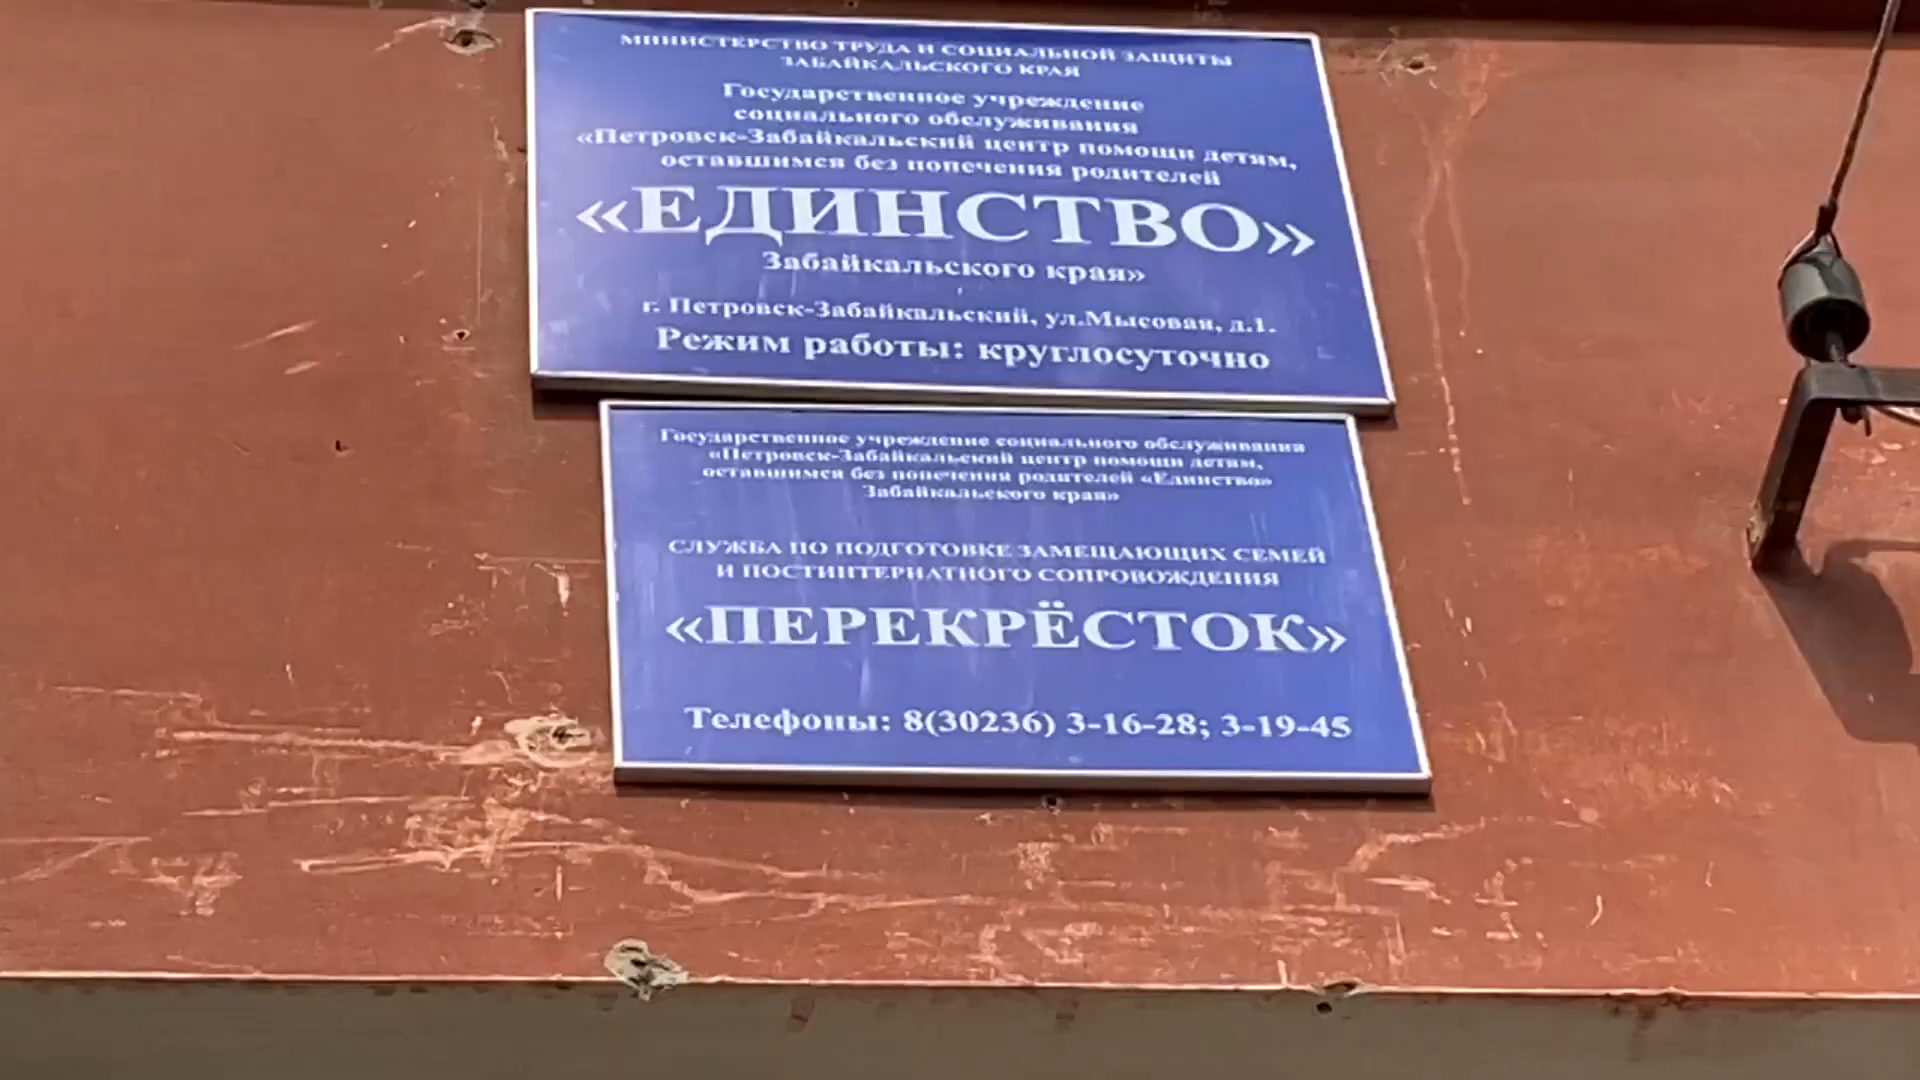 МИНИСТЕРСТВО ТРУДА И СОЦИАЛЬНОЙ ЗАЩИТЫ
ЗАБАЙКАЛЬСКОГО КРАЯ
Государственное учреждение
социального обслуживания
«Петровск-Забайкальский центр помощи детям,
оставшимся без попечения родителей
«ЕДИНСТВО»
Забайкальского края»
г. Петровск-Забайкальский, ул.Мысовая, д.1.
Режим работы: круглосуточно
Государственное учреждение социального обслуживания
«Петровск-Забайкальский центр помощи детям,
оставшимся без попечения родителей «Единство»
Забайкальского края»
СЛУЖБА ПО ПОДГОТОВКЕ ЗАМЕЩАЮЩИХ СЕМЕЙ
И ПОСТИНТЕРНАТНОГО СОПРОВОЖДЕНИЯ
«ПЕРЕКРЁСТОК»
Телефоны: 8(30236) 3-16-28; 3-19-45